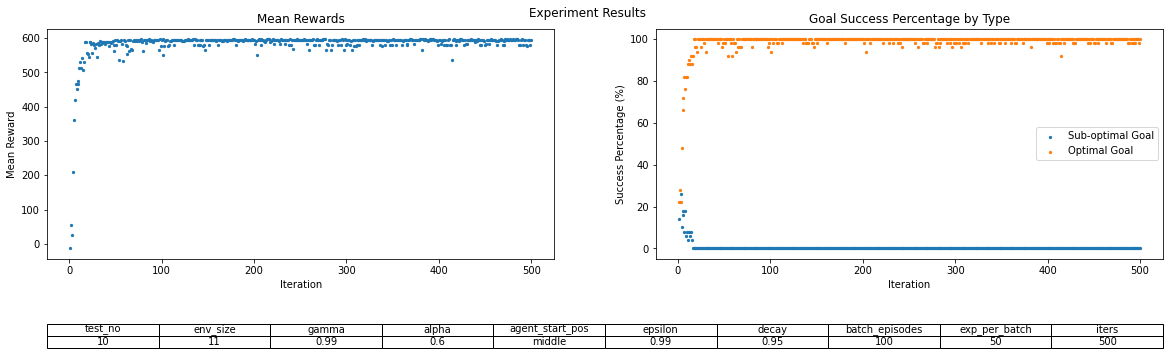 Experiment Results
Mean Rewards
600
500
400
300
200
100
0
Mean Reward
0 100 200 300 400 500
Iteration
Goal Success Percentage by Type
100
80
60
40
20
0
Success Percentage (%)
Sub-optimal Goal
Optimal Goal
0 100 200 300 400 500
Iteration
test_no env_size gamma alpha agent_start_pos epsilon decay batch_episodes exp_per_batch iters
10 11 0.99 0.6 middle 0.99 0.95 100 50 500